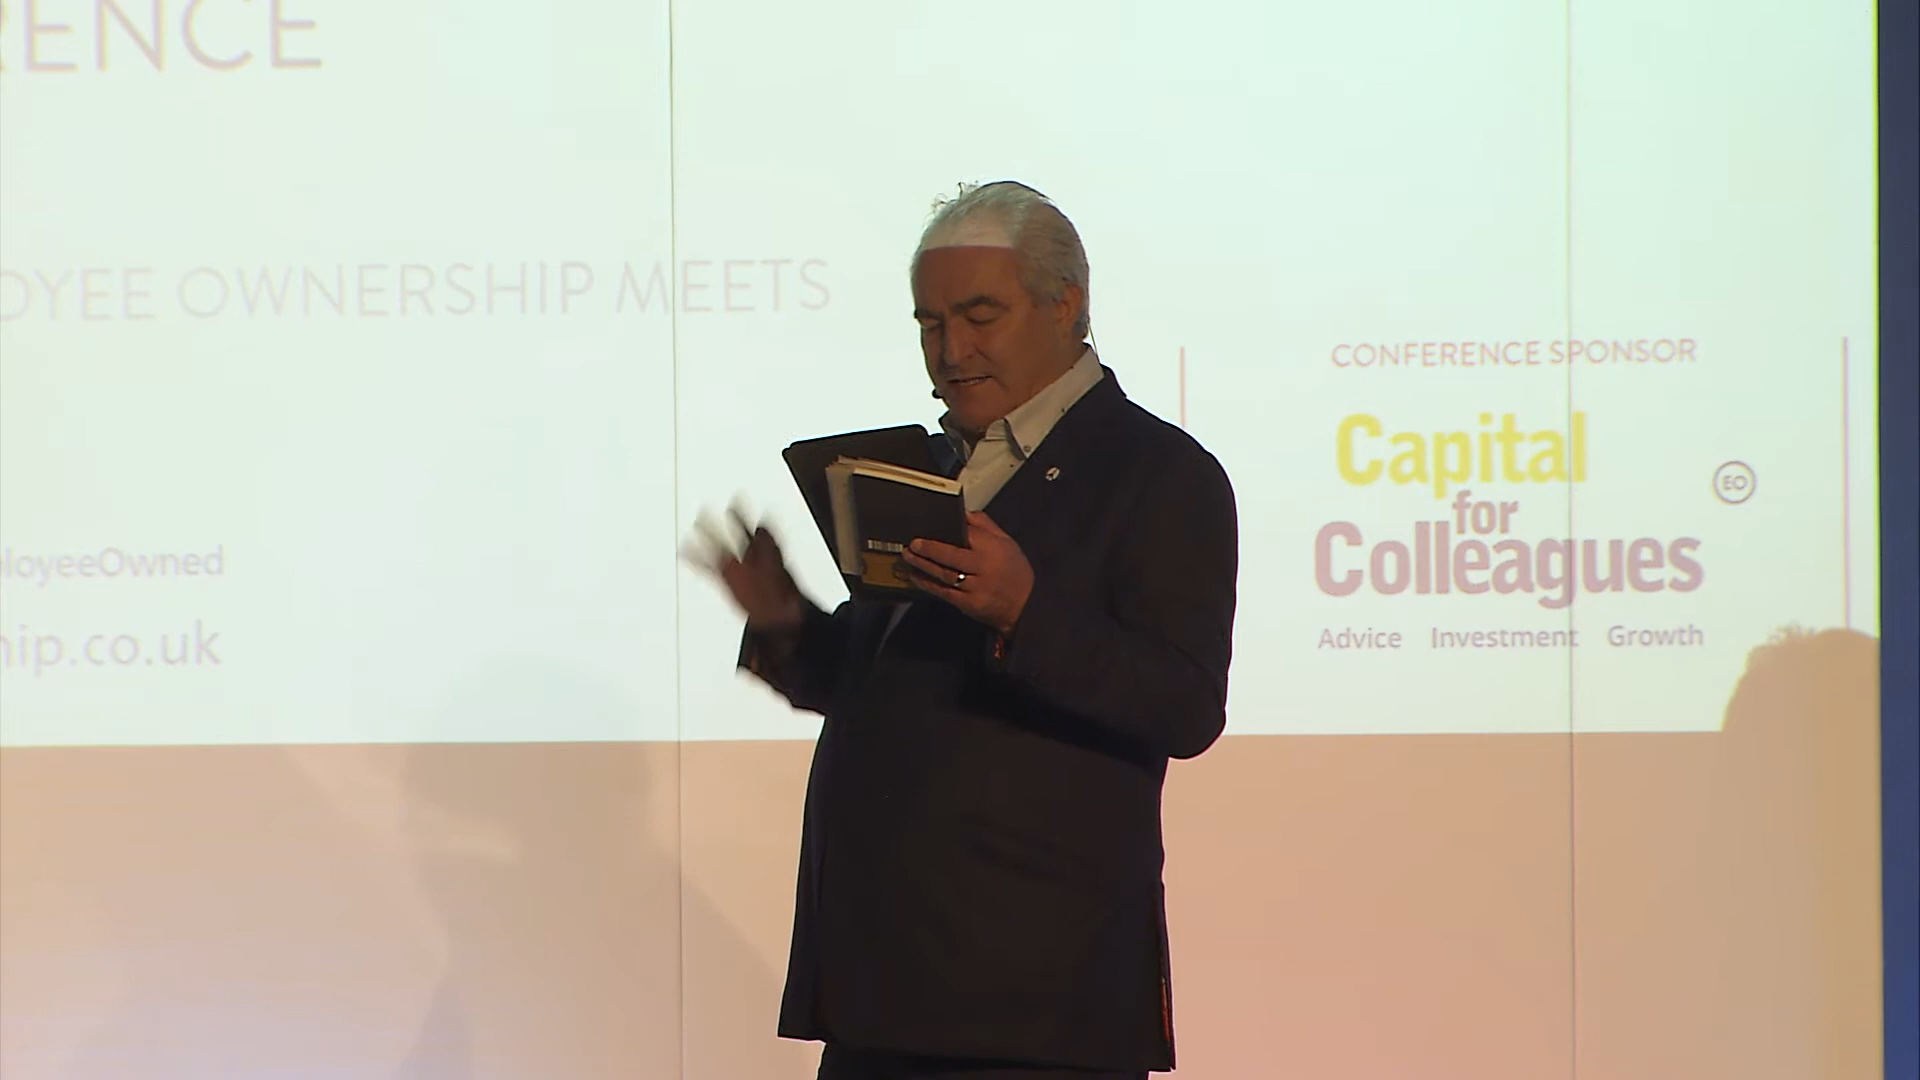 RENCE
OYEE OWNERSHIP MEETS
CONFERENCE SPONSOR
Capital
for
Colleagues
EO
Advice Investment Growth
loyeeOwned
hip.co.uk